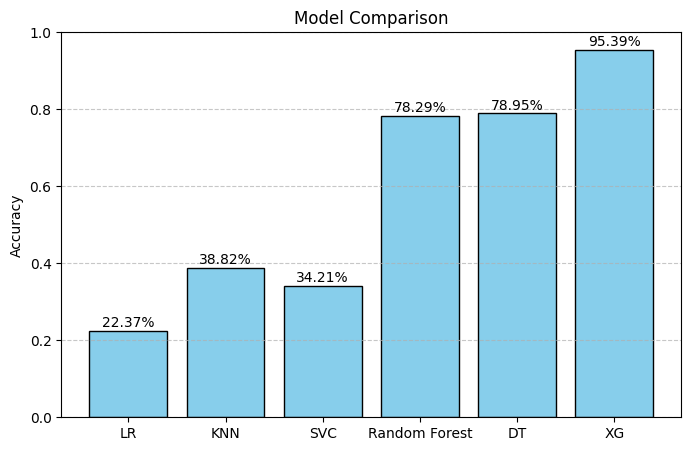 Model Comparison
Accuracy
1.0
0.8
0.6
0.4
0.2
0.0
22.37%
38.82%
34.21%
78.29%
78.95%
95.39%
LR
KNN
SVC
Random Forest
DT
XG